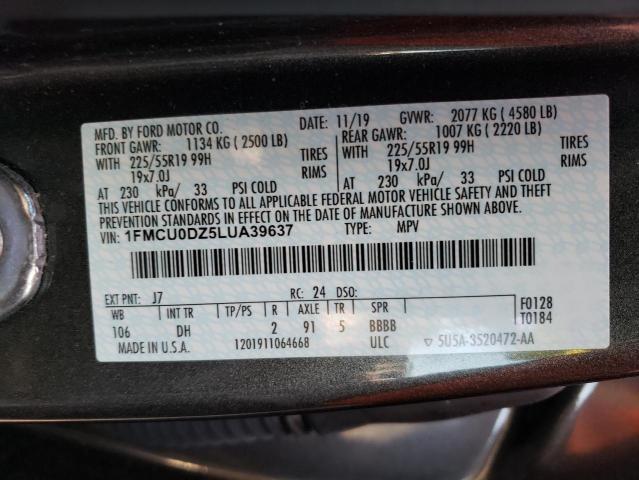 MFD. BY FORD MOTOR CO.
DATE: 11/19 GVWR: 2077 KG ( 4580 LB)
FRONT GAWR: 1134 KG ( 2500 LB)
REAR GAWR: 1007 KG ( 2220 LB)
WITH 225/55R19 99H TIRES
WITH 225/55R19 99H TIRES
19x7.0J RIMS
19x7.0J RIMS
AT 230 kPa/ 33 PSI COLD
AT 230 kPa/ 33 PSI COLD
THIS VEHICLE CONFORMS TO ALL APPLICABLE FEDERAL MOTOR VEHICLE SAFETY AND THEFT
PREVENTION STANDARDS IN EFFECT ON THE DATE OF MANUFACTURE SHOWN ABOVE.
VIN: 1FMCU0DZ5LUA39637 TYPE: MPV
EXT PNT: J7 RC: 24 DSO: F0128
WB INT TR TP/PS R AXLE TR SPR T0184
106 DH 2 91 5 BBBB
MADE IN U.S.A. 1201911064668 ULC ▽ 5U5A-3520472-AA